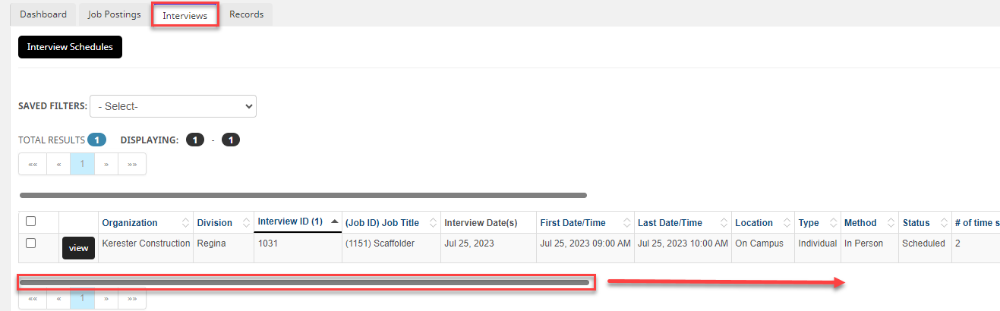 Dashboard Job Postings Interviews Records
Interview Schedules
SAVED FILTERS: - Select-
TOTAL RESULTS 1 DISPLAYING: 1 - 1
«« « 1 » »»
Organization Division Interview ID (1) (Job ID) Job Title Interview Date(s) First Date/Time Last Date/Time Location Type Method Status # of time s
view Kerester Construction Regina 1031 (1151) Scaffolder Jul 25, 2023 Jul 25, 2023 09:00 AM Jul 25, 2023 10:00 AM On Campus Individual In Person Scheduled 2
«« « 1 » »»